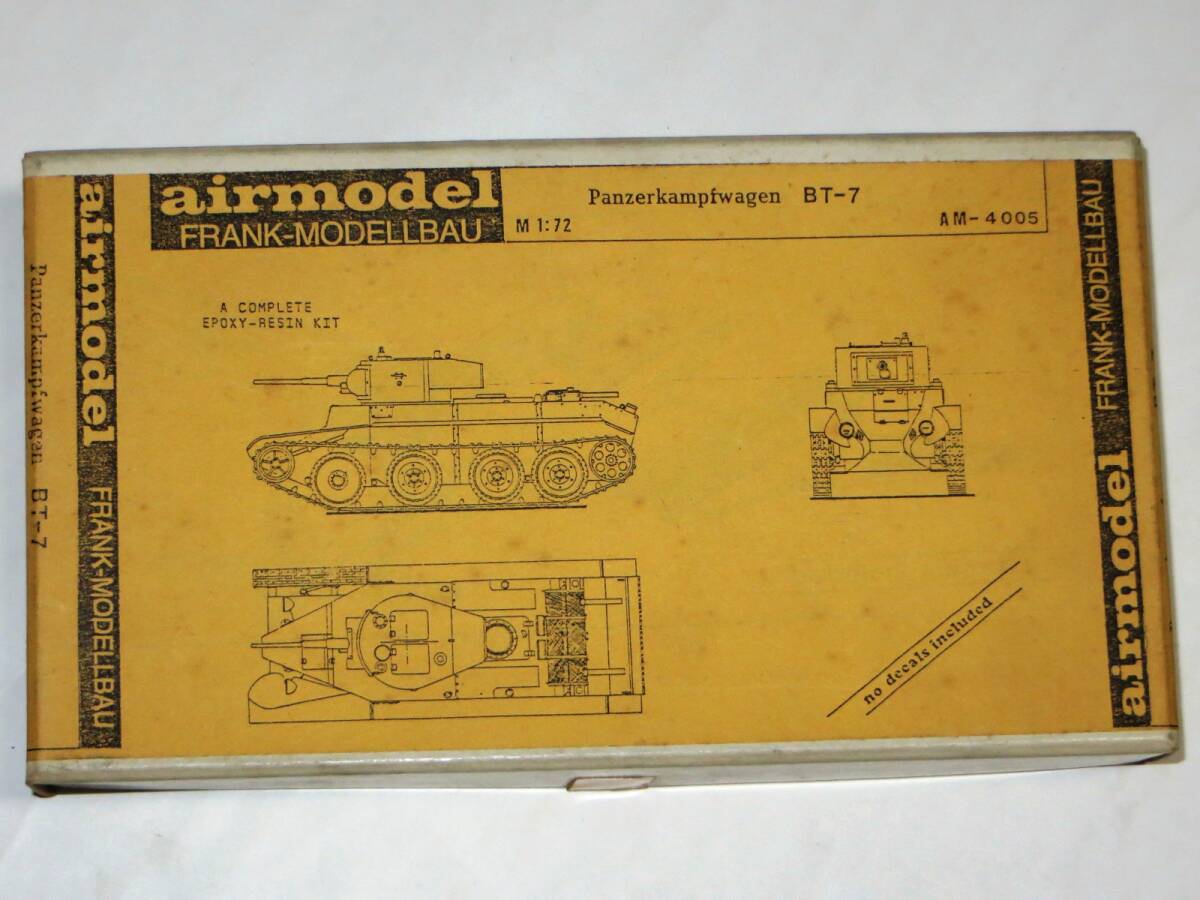 airmodel
FRANK-MODELLBAU
M 1:72
Panzerkampfwagen BT-7
AM-4005
A COMPLETE
EPOXY-RESIN KIT
no decals included
Panzerkampfwagen BT-7
airmodel
FRANK-MODELLBAU
airmodel
FRANK-MODELLBAU